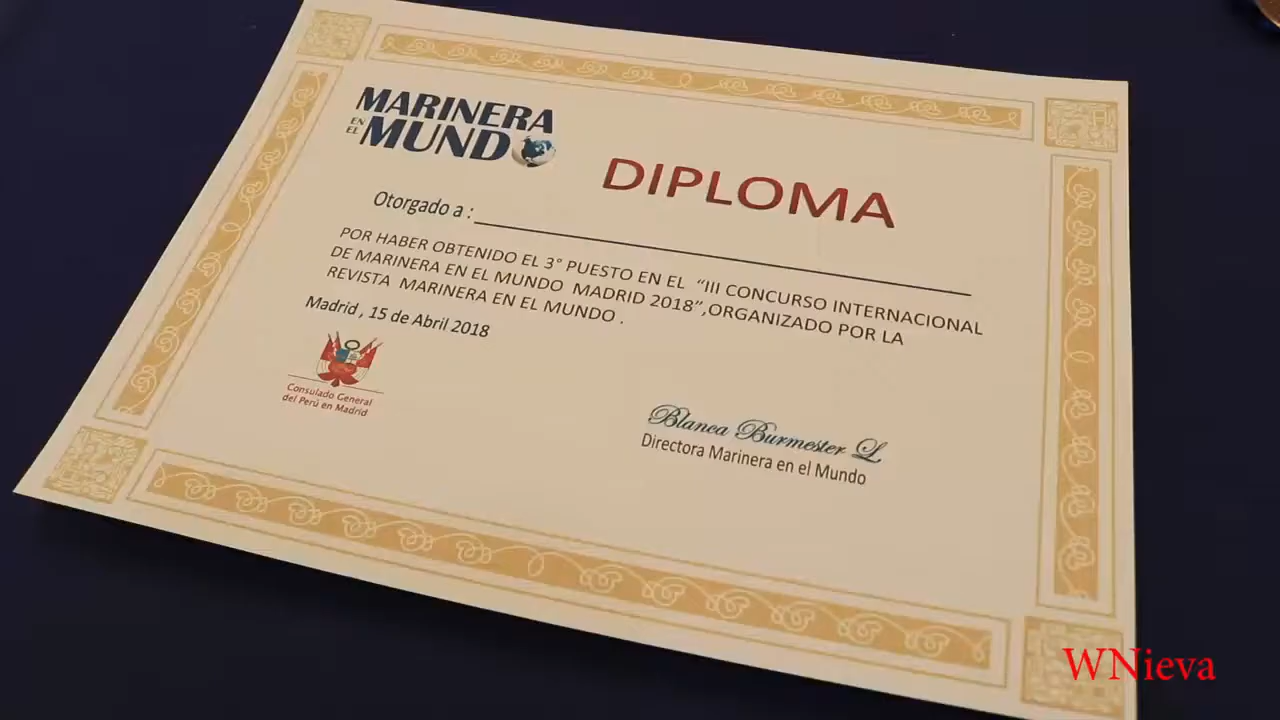 MARINERA
EN EL MUNDO
DIPLOMA
Otorgado a :
POR HABER OBTENIDO EL 3° PUESTO EN EL “III CONCURSO INTERNACIONAL
DE MARINERA EN EL MUNDO MADRID 2018”,ORGANIZADO POR LA
REVISTA MARINERA EN EL MUNDO .
Madrid , 15 de Abril 2018
Consulado General
del Perú en Madrid
Blanca Burmester L
Directora Marinera en el Mundo
WNieva